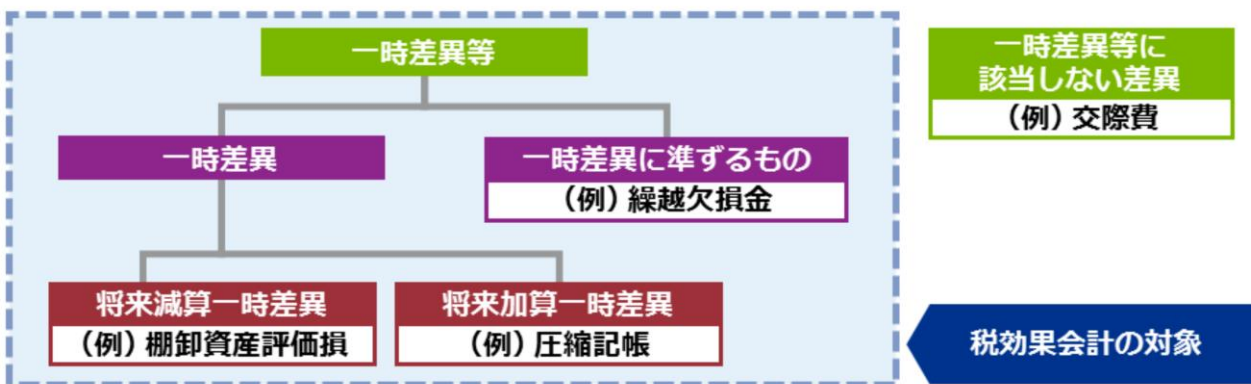 一時差異等
一時差異等に
該当しない差異
（例）交際費
一時差異
一時差異に準ずるもの
（例）繰越欠損金
将来減算一時差異
（例）棚卸資産評価損
将来加算一時差異
（例）圧縮記帳
税効果会計の対象